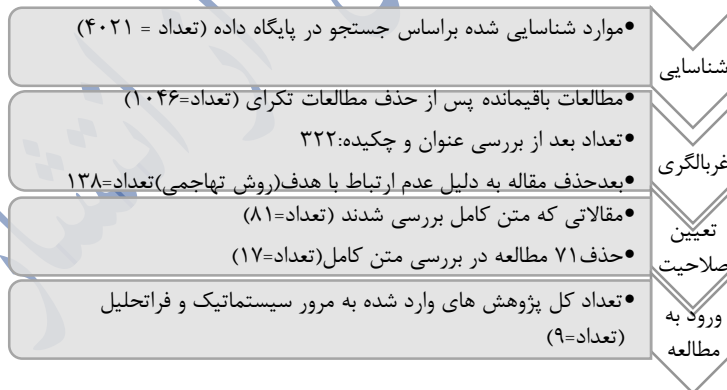 شناسایی
•موارد شناسایی شده براساس جستجو در پایگاه داده (تعداد = ۴۰۲۱)
غربالگری
•مطالعات باقیمانده پس از حذف مطالعات تکرای (تعداد=۱۰۴۶)
•تعداد بعد از بررسی عنوان و چکیده:۳۲۲
•بعدحذف مقاله به دلیل عدم ارتباط با هدف(روش تهاجمی)تعداد=۱۳۸
تعیین
صلاحیت
•مقالاتی که متن کامل بررسی شدند (تعداد=۸۱)
•حذف۷۱ مطالعه در بررسی متن کامل(تعداد=۱۷)
ورود به
مطالعه
•تعداد کل پژوهش های وارد شده به مرور سیستماتیک و فراتحلیل
(تعداد=۹)